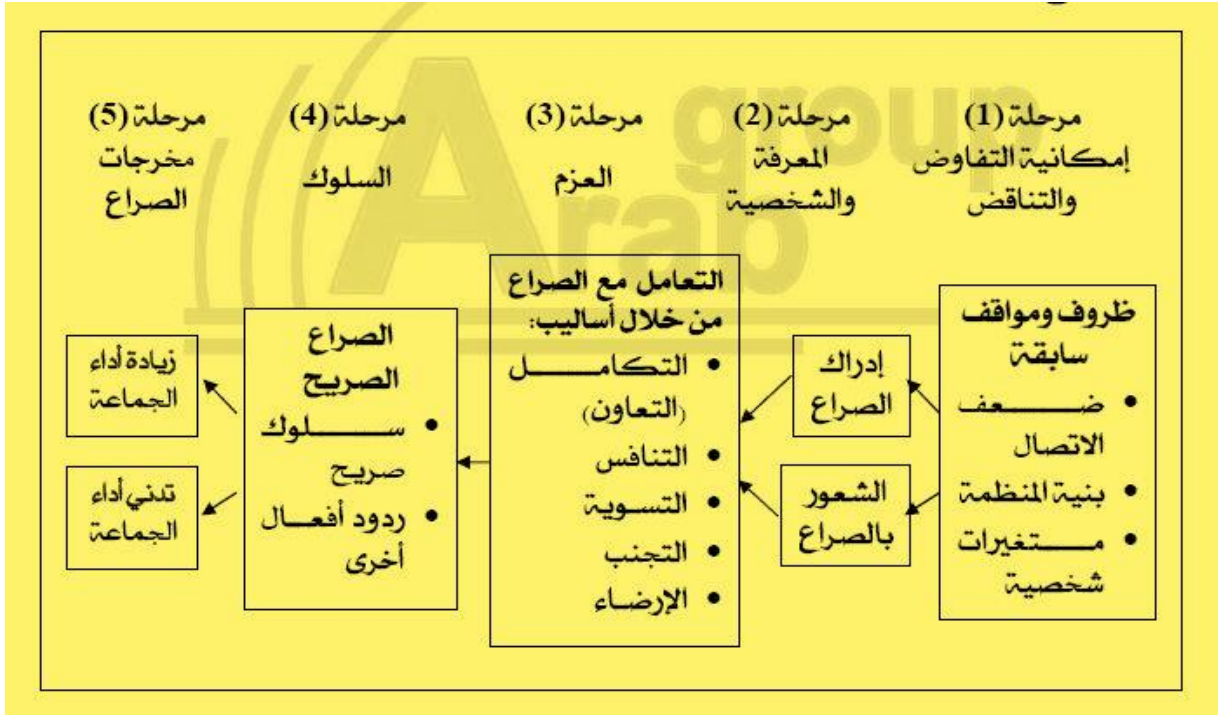 مرحلة (1)
إمكانية التفاوض
والتناقض
مرحلة (2)
المعرفة
والشخصية
مرحلة (3)
العزم
مرحلة (4)
السلوك
مرحلة (5)
مخرجات
الصراع
ظروف ومواقف
سابقة
• ضعف
الاتصال
• بنية المنظمة
• متغيرات
شخصية
إدراك
الصراع
الشعور
بالصراع
التعامل مع الصراع
من خلال أساليب:
• التكامل
(التعاون)
• التنافس
• التسوية
• التجنب
• الإرضاء
الصراع
الصريح
• سلوك
صريح
• ردود أفعال
أخرى
زيادة أداء
الجماعة
تدني أداء
الجماعة
Arab
group